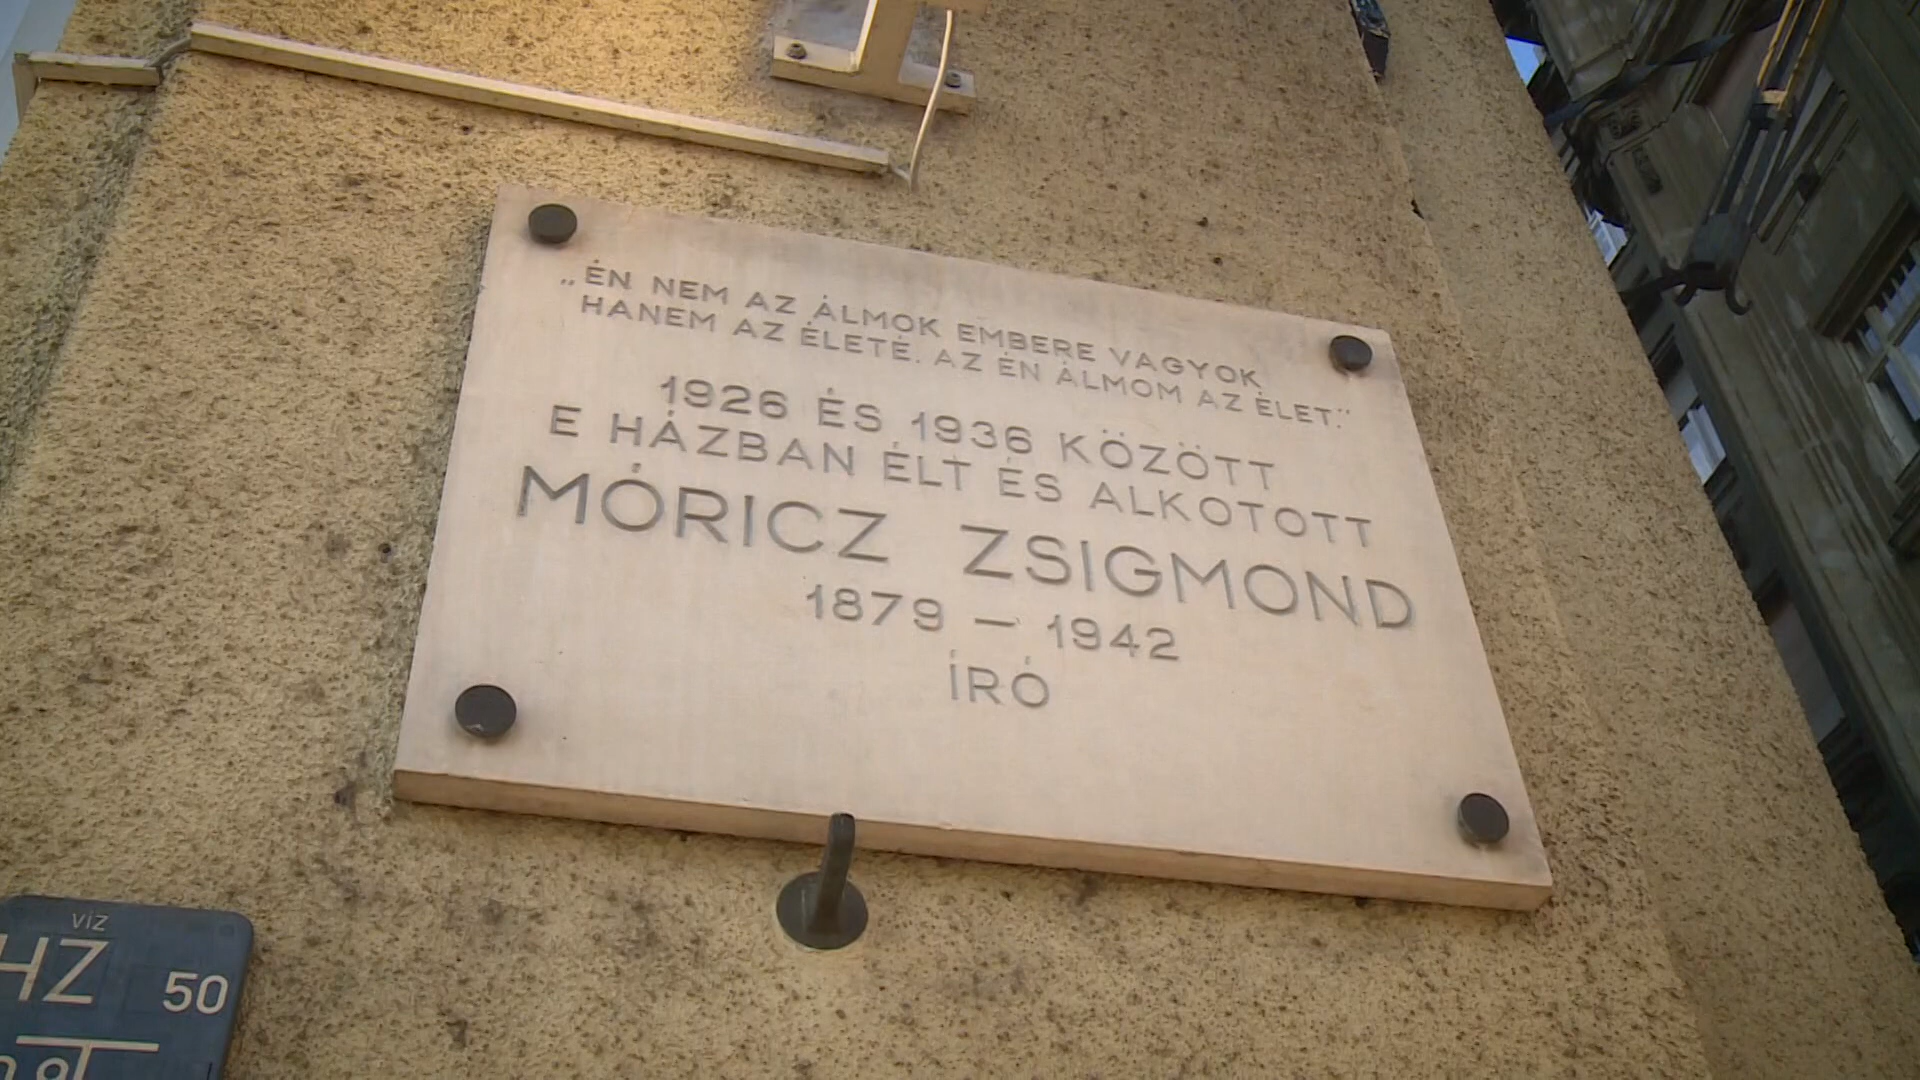 „ÉN NEM AZ ÁLMOK EMBERE VAGYOK
HANEM AZ ÉLETÉ. AZ ÉN ÁLMOM AZ ÉLET."
1926 ÉS 1936 KÖZÖTT
E HÁZBAN ÉLT ÉS ALKOTOTT
MÓRICZ ZSIGMOND
1879 – 1942
ÍRÓ
VÍZ
HZ 50